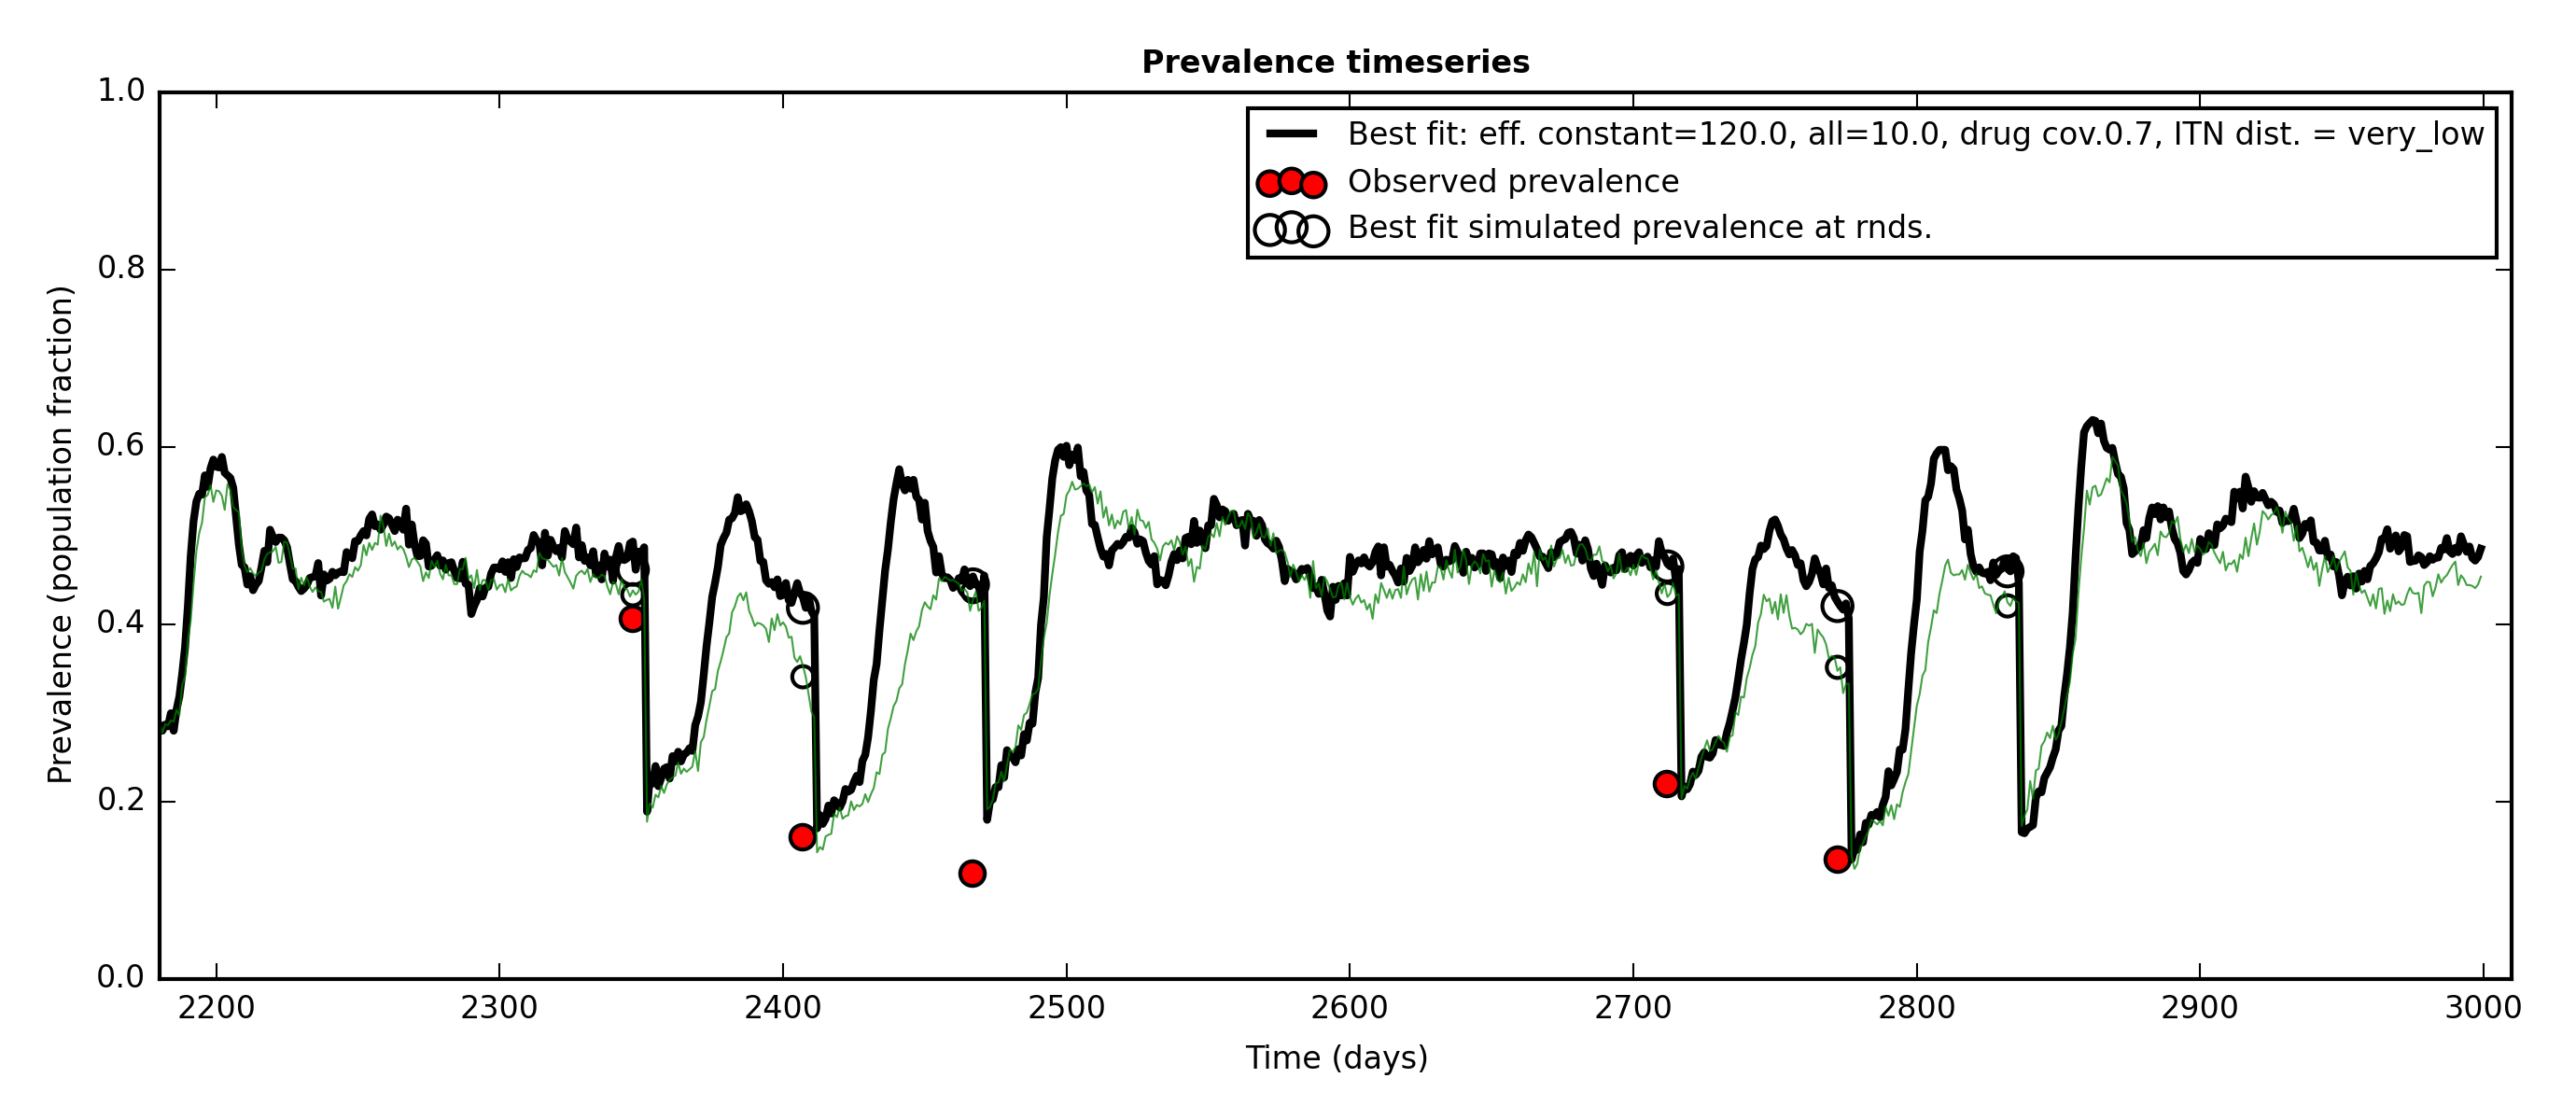 Prevalence timeseries
1.0
0.8
0.6
0.4
0.2
0.0
Prevalence (population fraction)
Best fit: eff. constant=120.0, all=10.0, drug cov.0.7, ITN dist. = very_low
Observed prevalence
Best fit simulated prevalence at rnds.
2200 2300 2400 2500 2600 2700 2800 2900 3000
Time (days)